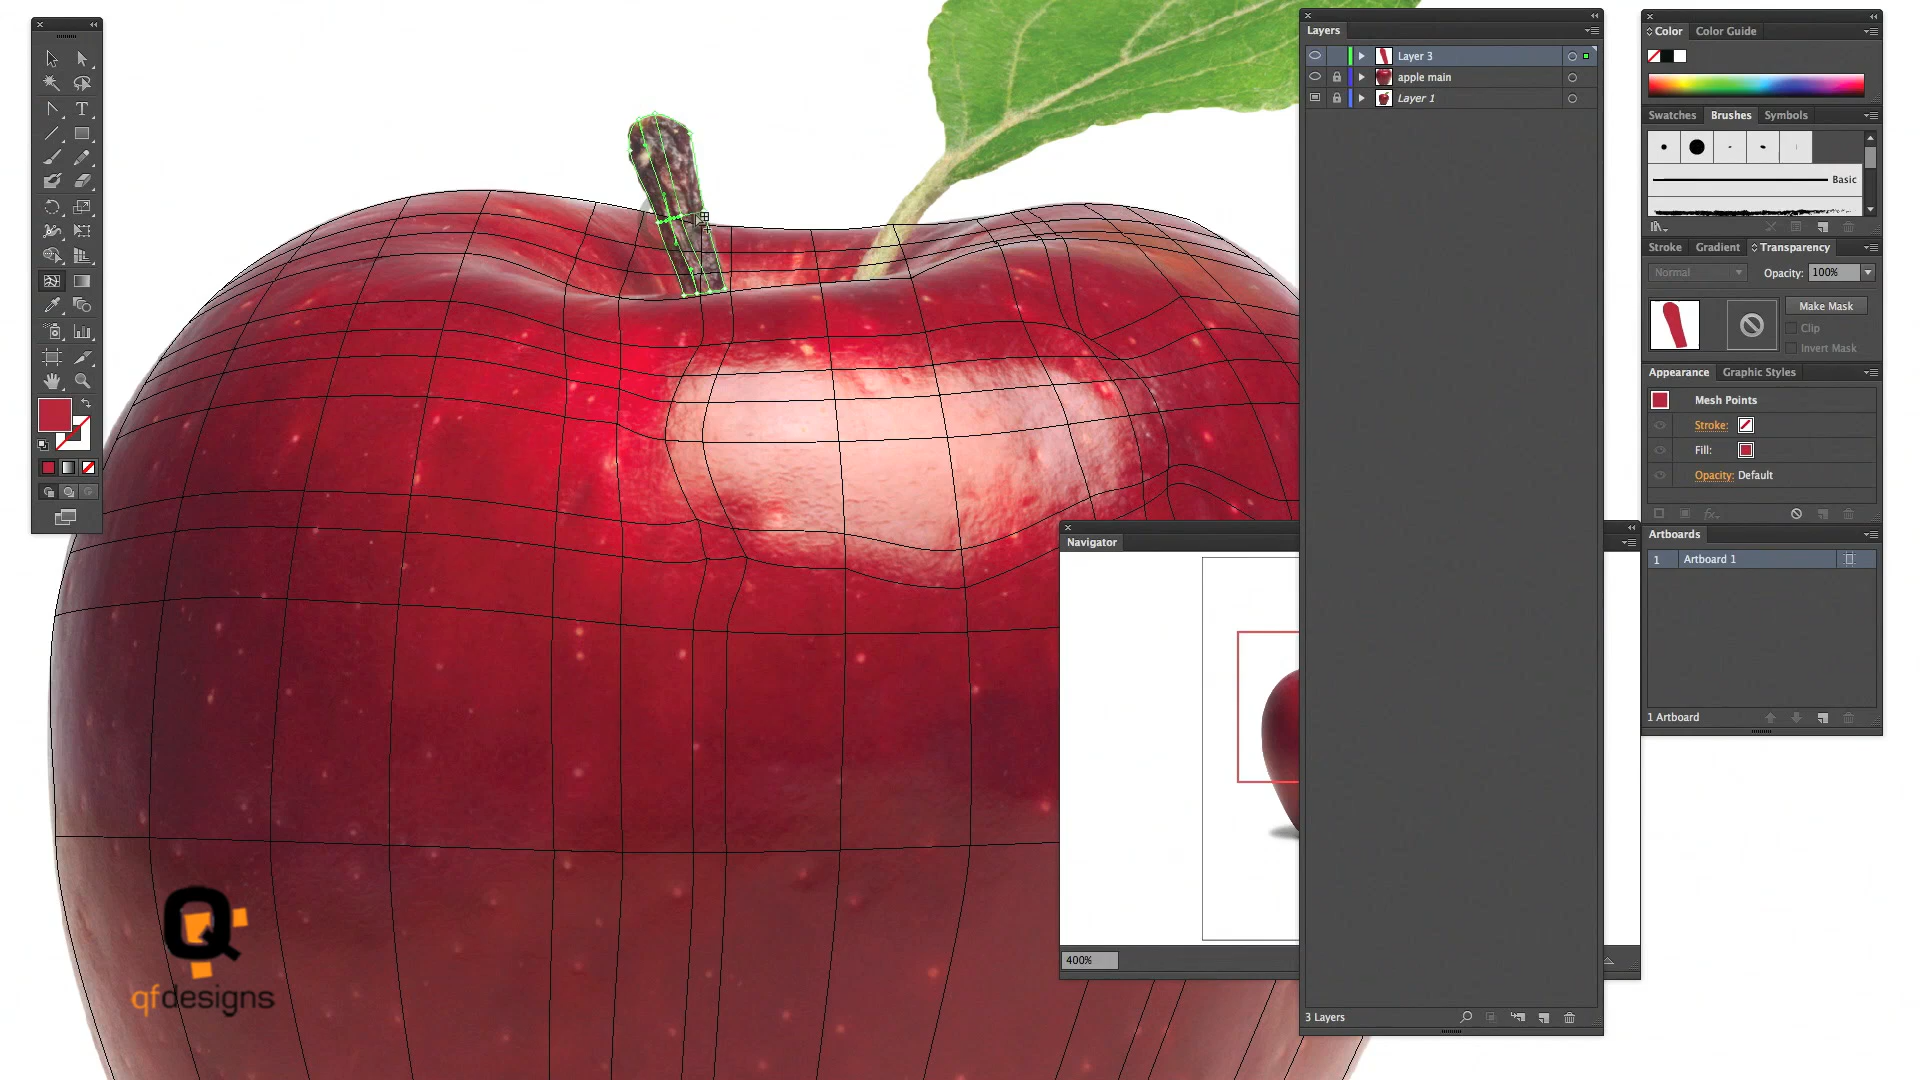 Layers
Layer 3
apple main
Layer 1
3 Layers
Navigator
400%
Color
Color Guide
Swatches
Brushes
Symbols
Basic
Stroke
Gradient
Transparency
Normal
Opacity:
100%
Make Mask
Clip
Invert Mask
Appearance
Graphic Styles
Mesh Points
Stroke:
Fill:
Opacity: Default
fx
Artboards
1
Artboard 1
1 Artboard
Q
qfdesigns